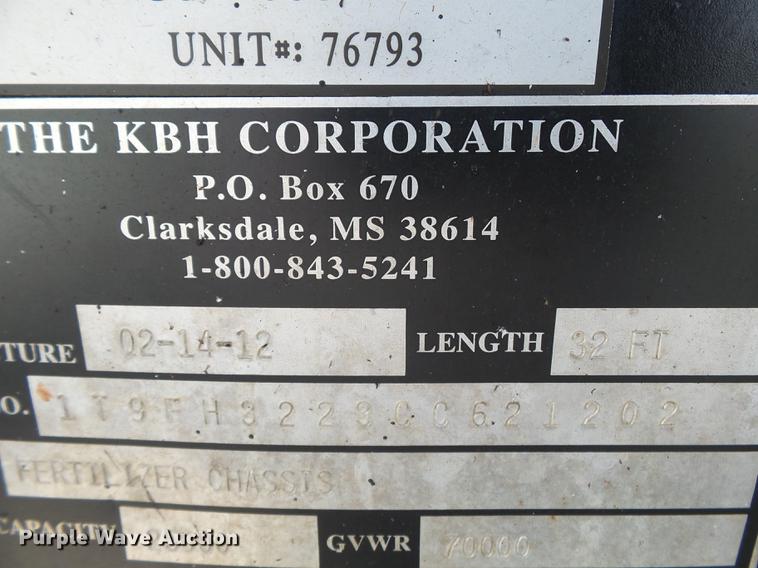 UNIT#: 76793
THE KBH CORPORATION
P.O. Box 670
Clarksdale, MS 38614
1-800-843-5241
TURE 02-14-12 LENGTH 32 FT
O. 1T9FH3223CC621202
FERTILIZER CHASSIS
CAPACITY GVWR 70000
Purple Wave Auction